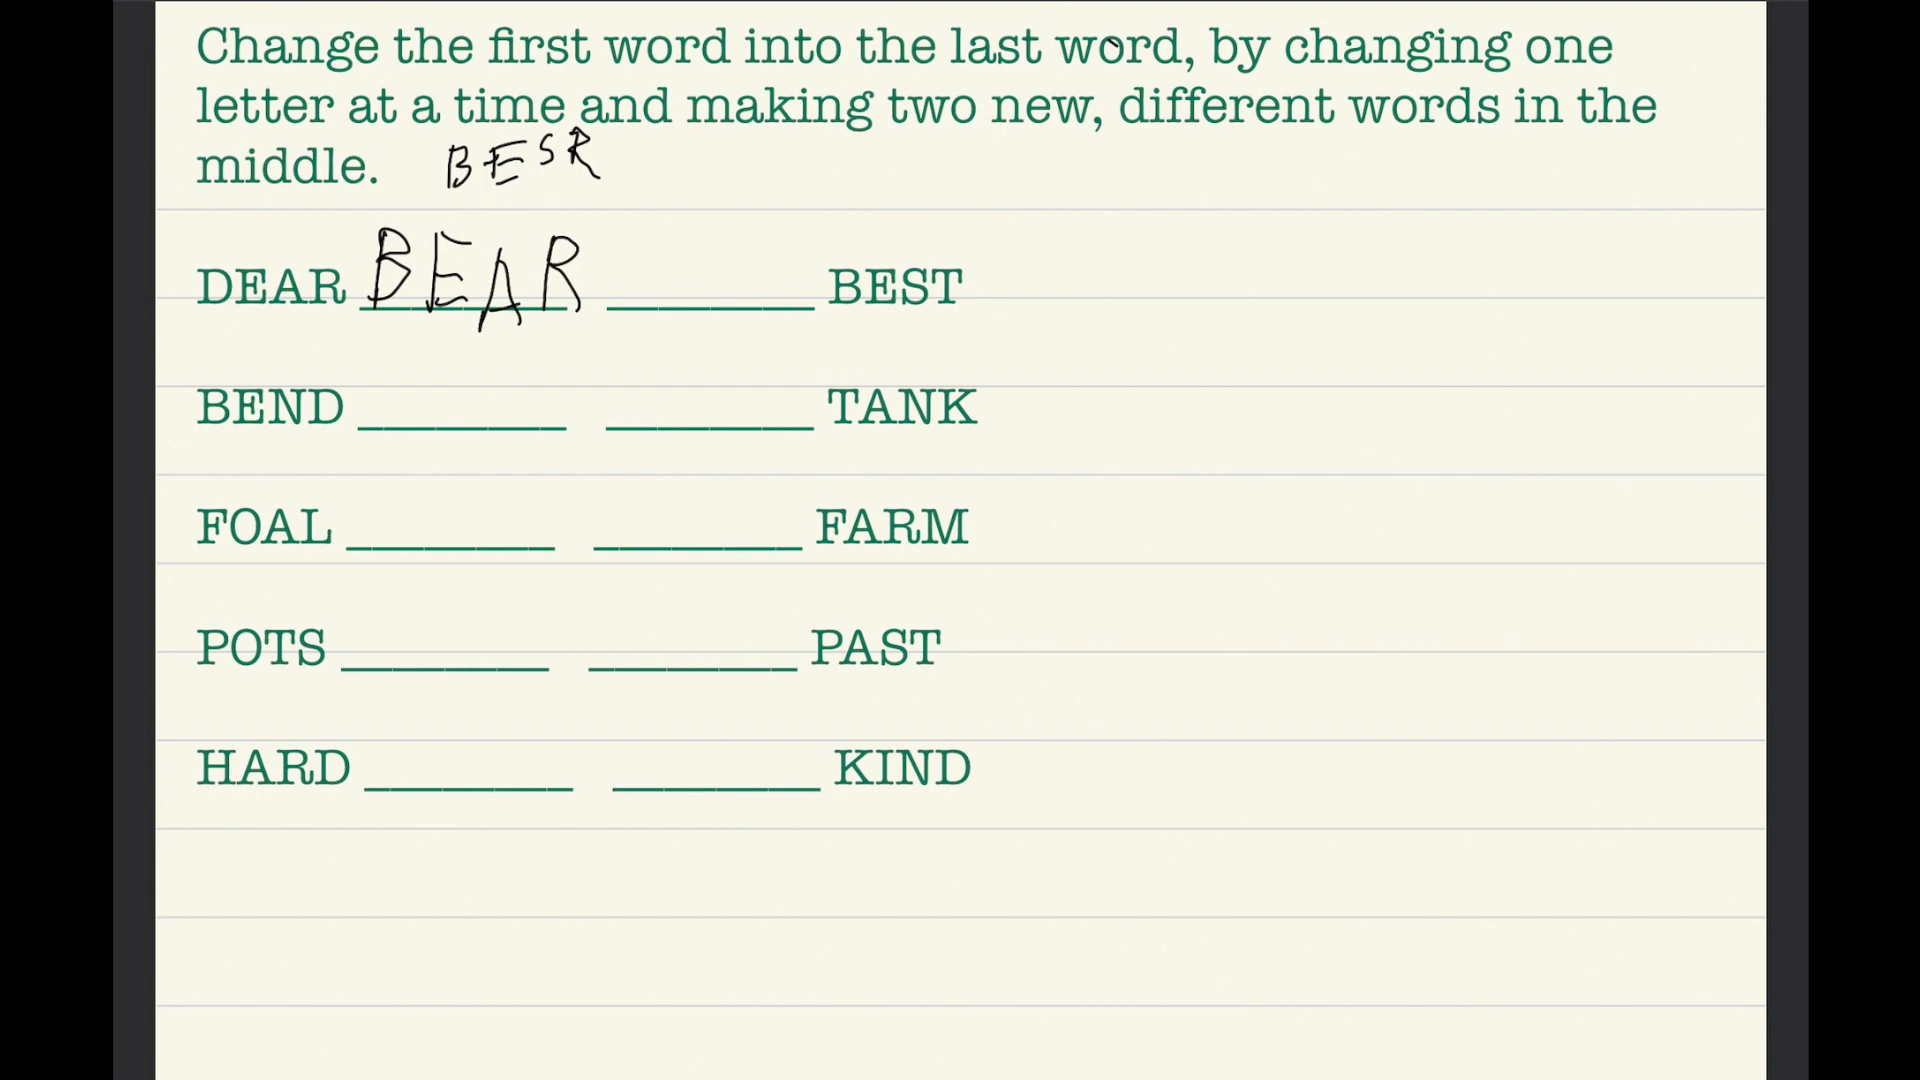 Change the first word into the last word, by changing one
letter at a time and making two new, different words in the
middle. BESR
DEAR BEAR ________ BEST
BEND ________ ________ TANK
FOAL ________ ________ FARM
POTS ________ ________ PAST
HARD ________ ________ KIND